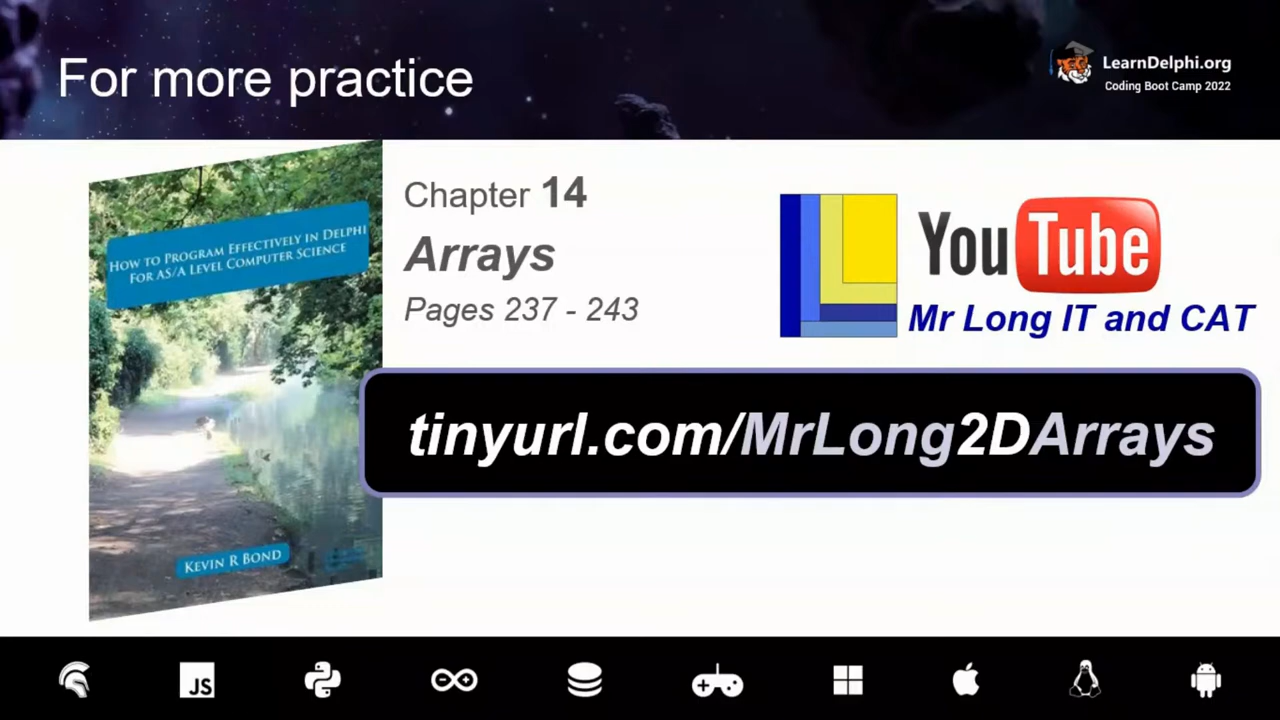 For more practice
LearnDelphi.org
Coding Boot Camp 2022
HOW TO PROGRAM EFFECTIVELY IN DELPHI
FOR AS/A LEVEL COMPUTER SCIENCE
KEVIN R BOND
Chapter 14
Arrays
Pages 237 - 243
YouTube
Mr Long IT and CAT
tinyurl.com/MrLong2DArrays
JS